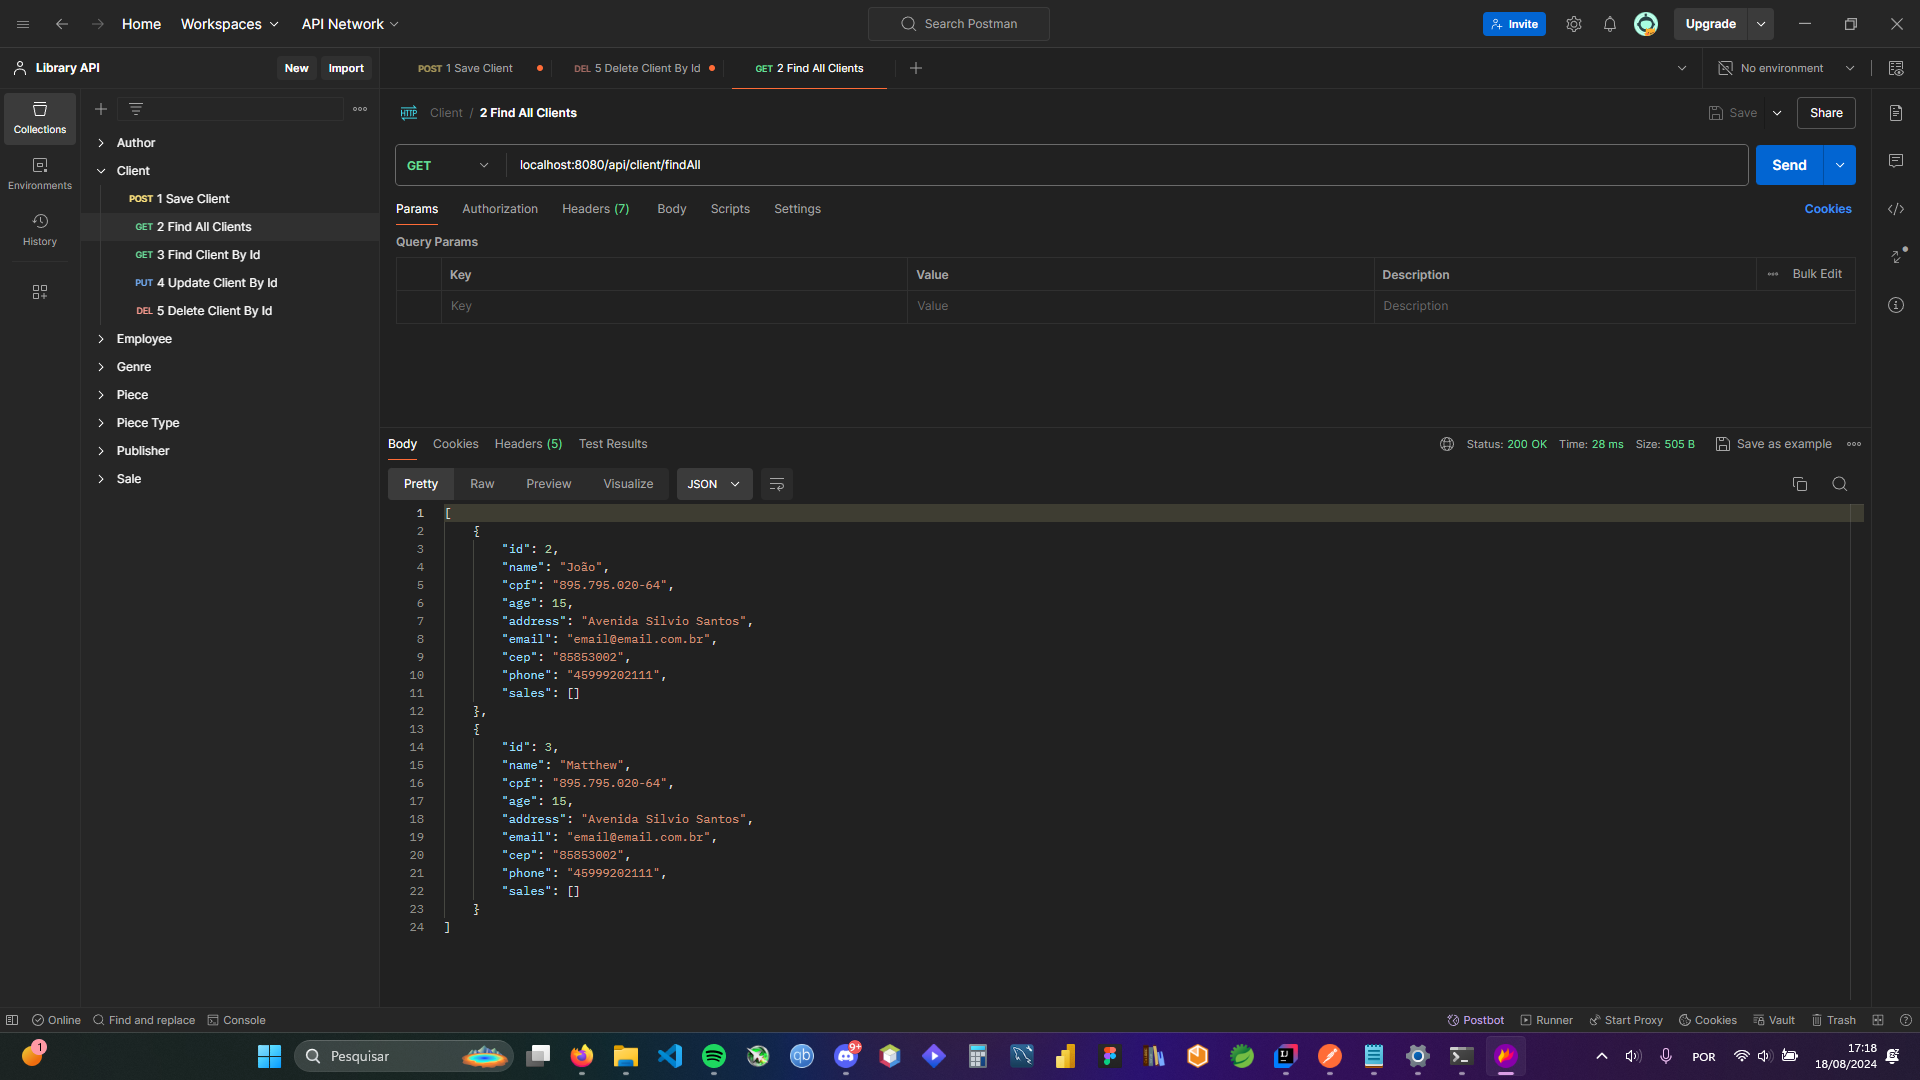 Home Workspaces API Network Search Postman Invite Upgrade
Library API New Import POST 1 Save Client DEL 5 Delete Client By Id GET 2 Find All Clients No environment
Collections
Environments
History
Author
Client
POST 1 Save Client
GET 2 Find All Clients
GET 3 Find Client By Id
PUT 4 Update Client By Id
DEL 5 Delete Client By Id
Employee
Genre
Piece
Piece Type
Publisher
Sale
HTTP Client / 2 Find All Clients Save Share
GET localhost:8080/api/client/findAll Send
Params Authorization Headers (7) Body Scripts Settings Cookies
Query Params
Key Value Description Bulk Edit
Key Value Description
Body Cookies Headers (5) Test Results Status: 200 OK Time: 28 ms Size: 505 B Save as example
Pretty Raw Preview Visualize JSON
1 [
2 {
3 "id": 2,
4 "name": "João",
5 "cpf": "895.795.020-64",
6 "age": 15,
7 "address": "Avenida Silvio Santos",
8 "email": "email@email.com.br",
9 "cep": "85853002",
10 "phone": "45999202111",
11 "sales": []
12 },
13 {
14 "id": 3,
15 "name": "Matthew",
16 "cpf": "895.795.020-64",
17 "age": 15,
18 "address": "Avenida Silvio Santos",
19 "email": "email@email.com.br",
20 "cep": "85853002",
21 "phone": "45999202111",
22 "sales": []
23 }
24 ]
Online Find and replace Console Postbot Runner Start Proxy Cookies Vault Trash
1 Pesquisar qb 9+ IJ POR 17:18
18/08/2024